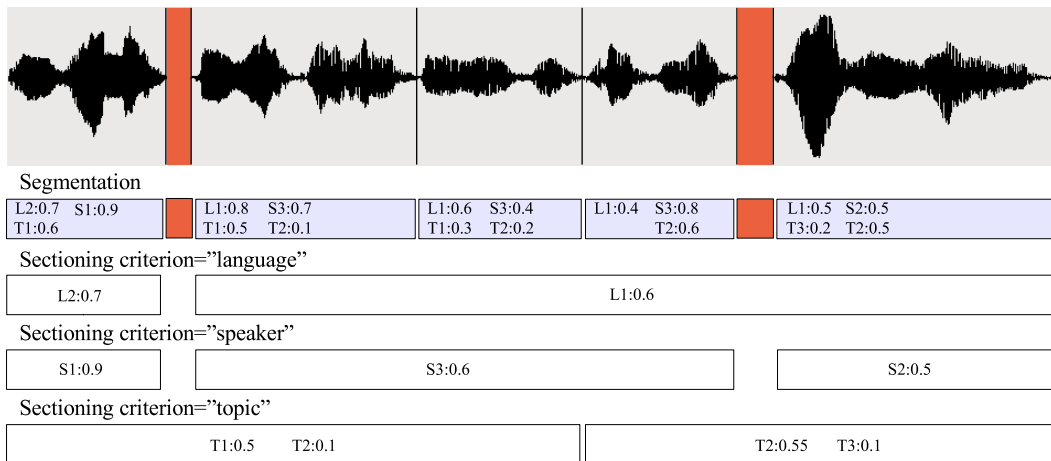 Segmentation
L2:0.7 S1:0.9
T1:0.6
L1:0.8 S3:0.7
T1:0.5 T2:0.1
L1:0.6 S3:0.4
T1:0.3 T2:0.2
L1:0.4 S3:0.8
T2:0.6
L1:0.5 S2:0.5
T3:0.2 T2:0.5
Sectioning criterion=”language”
L2:0.7
L1:0.6
Sectioning criterion=”speaker”
S1:0.9
S3:0.6
S2:0.5
Sectioning criterion=”topic”
T1:0.5 T2:0.1
T2:0.55 T3:0.1